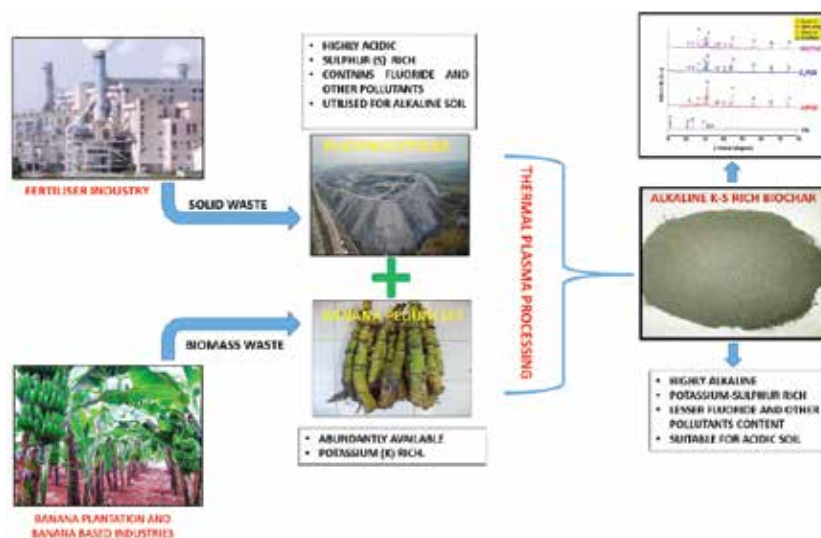 • HIGHLY ACIDIC
• SULPHUR (S) RICH
• CONTAINS FLUORIDE AND
OTHER POLLUTANTS
• UTILISED FOR ALKALINE SOIL
FERTILISER INDUSTRY
SOLID WASTE
BANANA
BIOMASS WASTE
• ABUNDANTLY AVAILABLE
• POTASSIUM (K) RICH.
BANANA PLANTATION AND
BANANA BASED INDUSTRIES
THERMAL PLASMA PROCESSING
ALKALINE K-S RICH BIOCHAR
• HIGHLY ALKALINE
• POTASSIUM-SULPHUR RICH
• LESSER FLUORIDE AND OTHER
POLLUTANTS CONTENT
• SUITABLE FOR ACIDIC SOIL